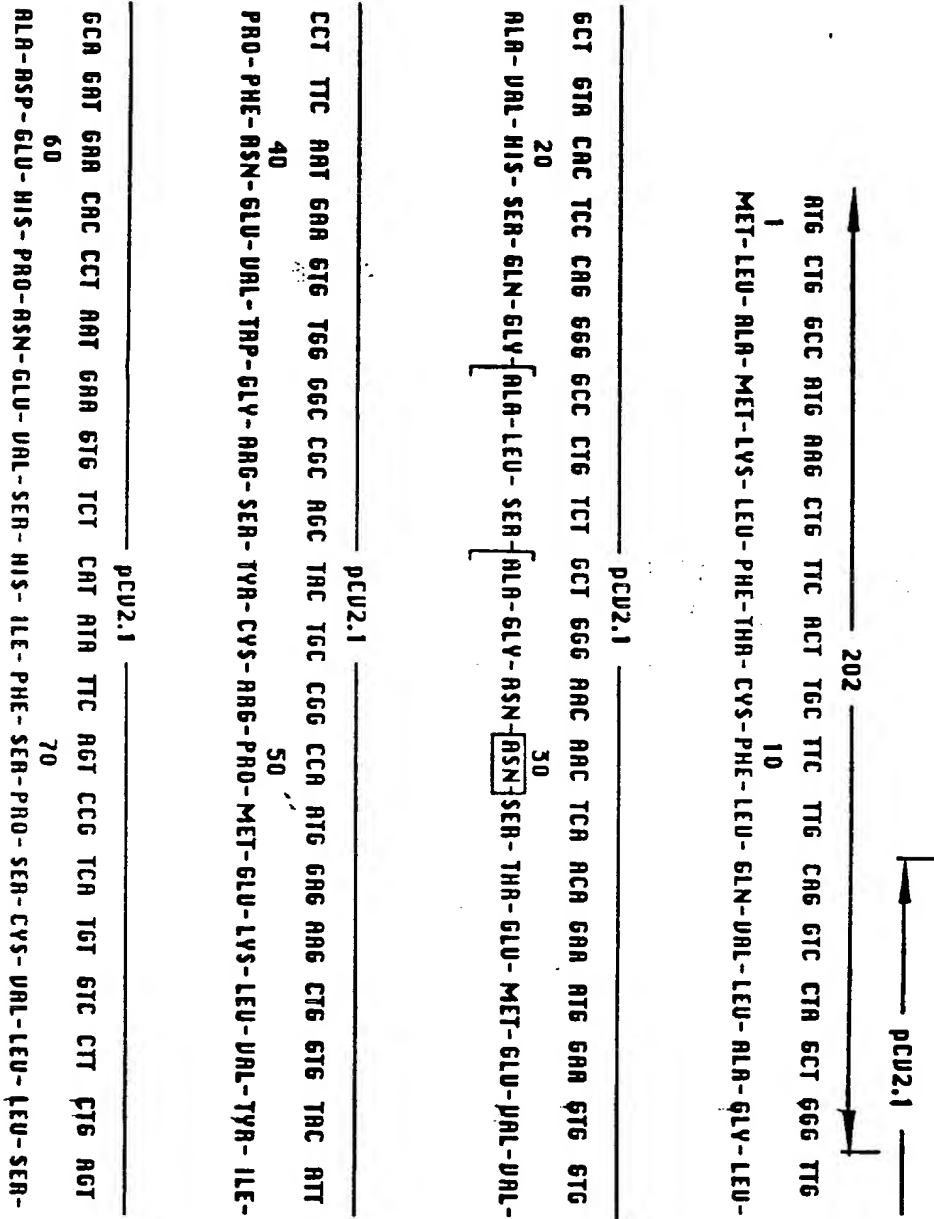 pCV2.1
202
ATG CTG GCC ATG AAG CTG TTC ACT TGC TTC TTG CAG GTC CTA GCT GGG TTG
1 10
MET-LEU-ALA-MET-LYS-LEU-PHE-THR-CYS-PHE-LEU-GLN-VAL-LEU-ALA-GLY-LEU-
pCV2.1
GCT GTA CAC TCC CAG GGG GCC CTG TCT GCT GGG AAC AAC TCA ACA GAA ATG GAA GTG GTG
20 30
ALA-VAL-HIS-SER-GLN-GLY-[ALA-LEU-SER-[ALA-GLY-ASN-ASN-SER-THR-GLU-MET-GLU-VAL-VAL-
pCV2.1
CCT TTC AAT GAA GTG TGG GGC CGC AGC TAC TGC CGG CCA ATG GAG AAG CTG GTG TAC ATT
40 50
PRO-PHE-ASN-GLU-VAL-TRP-GLY-ARG-SER-TYR-CYS-ARG-PRO-MET-GLU-LYS-LEU-VAL-TYR-ILE-
pCV2.1
GCA GAT GAA CAC CCT AAT GAA GTG TCT CAT ATA TTC AGT CCG TCA TGT GTC CTT CTG AGT
60 70
ALA-ASP-GLU-HIS-PRO-ASN-GLU-VAL-SER-HIS-ILE-PHE-SER-PRO-SER-CYS-VAL-LEU-LEU-SER-